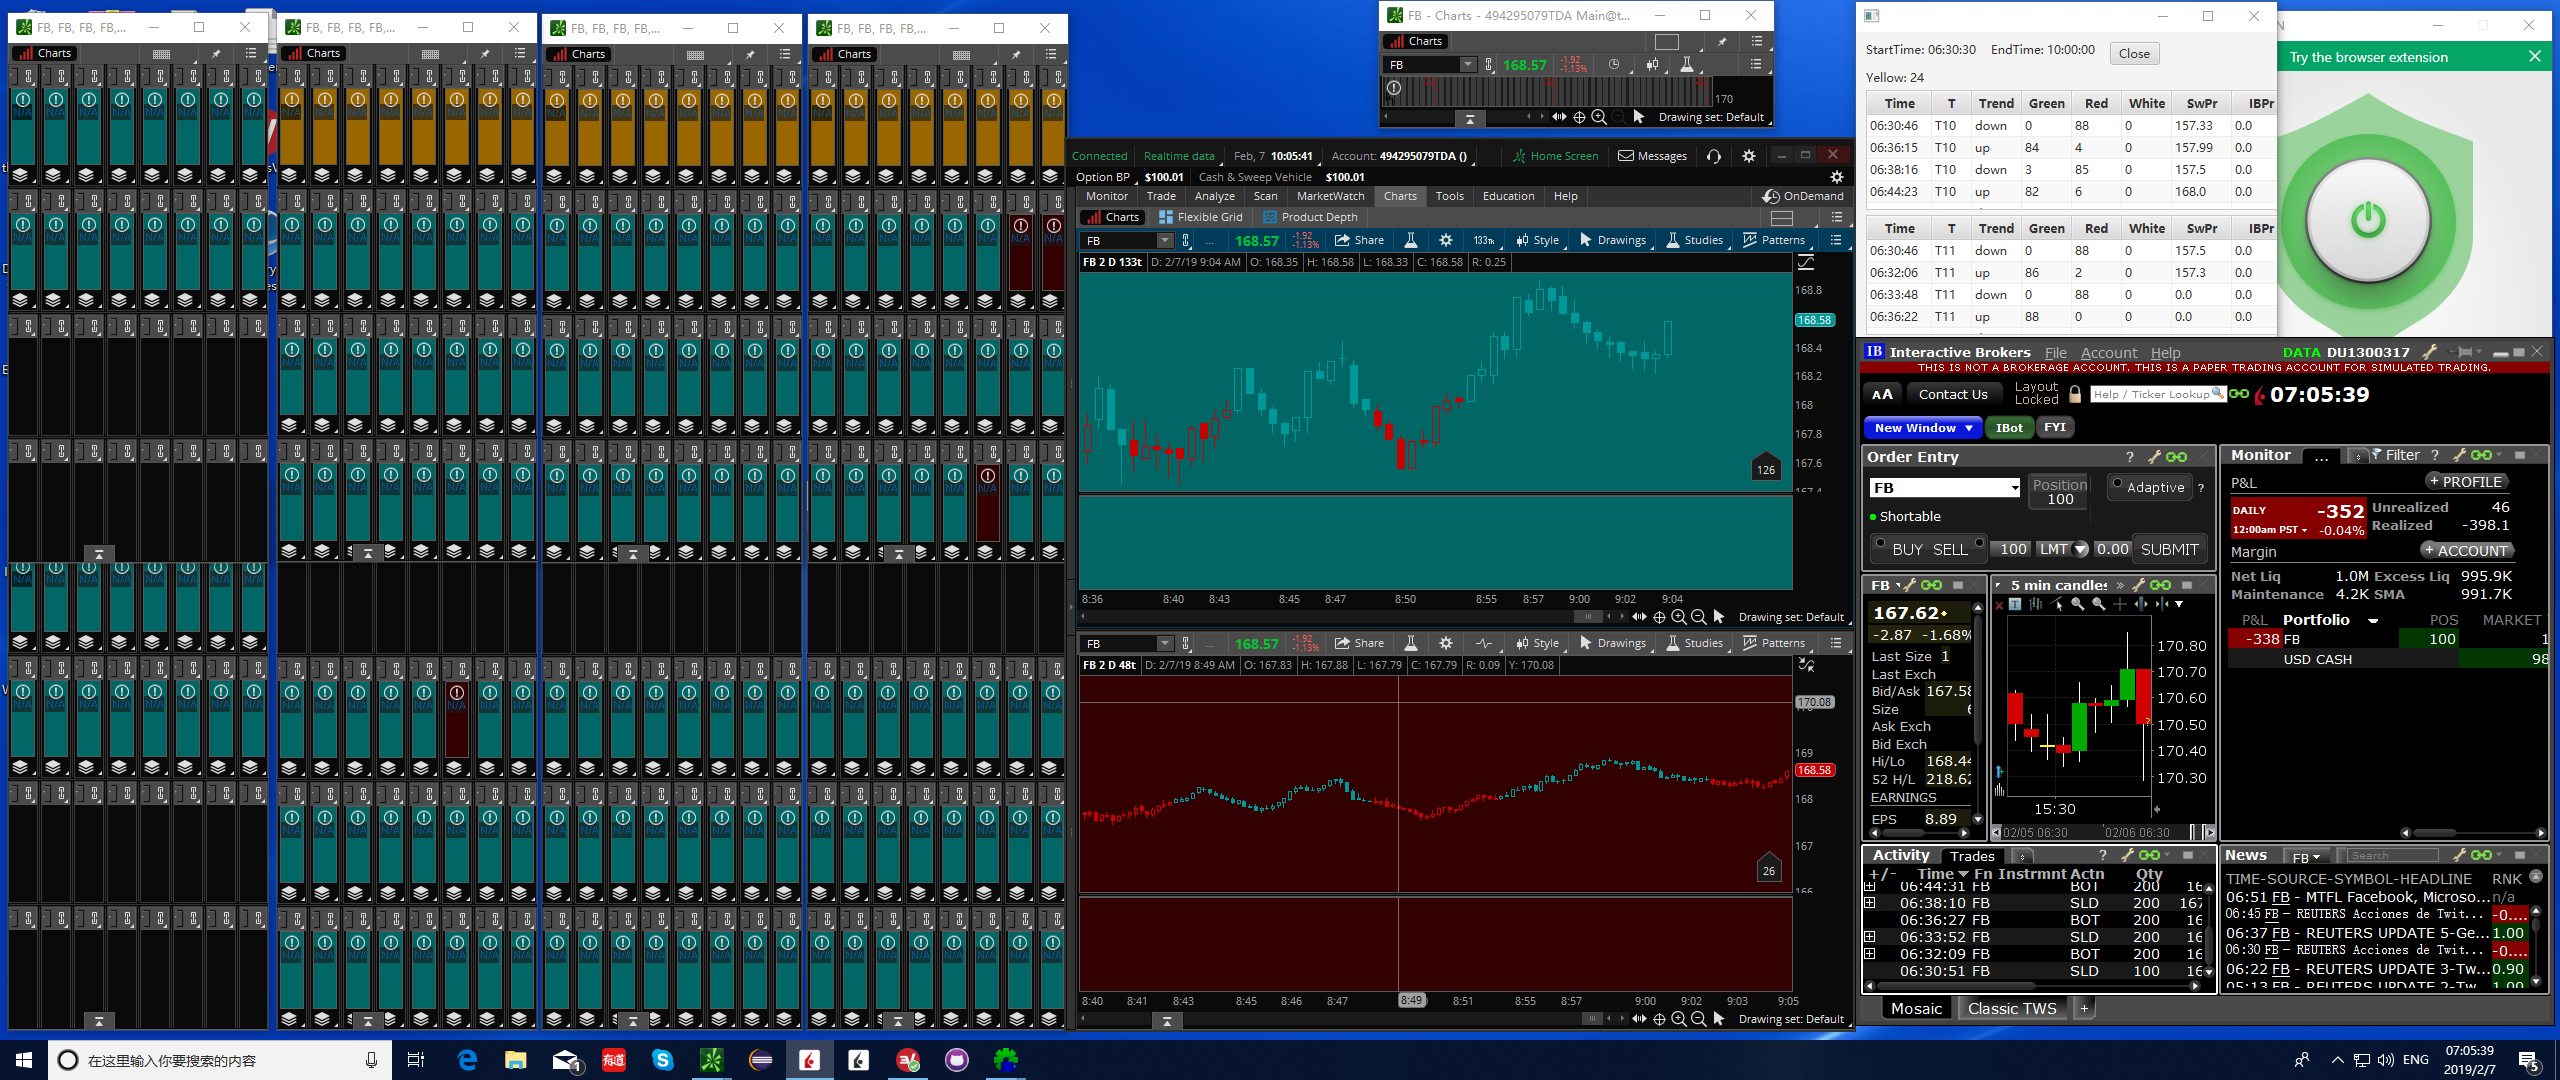 FB, FB, FB, FB,...
FB, FB, FB, FB,...
FB, FB, FB, FB,...
FB, FB, FB, FB,...
Charts
Charts
Charts
Charts
FB - Charts - 494295079TDA Main@t...
Charts
FB 168.57 -1.92 -1.13%
170
Drawing set: Default
Connected Realtime data Feb, 7 10:05:41 Account: 494295079TDA () Home Screen Messages
Option BP $100.01 Cash & Sweep Vehicle $100.01
Monitor Trade Analyze Scan MarketWatch Charts Tools Education Help OnDemand
Charts Flexible Grid Product Depth
FB ... 168.57 -1.92 -1.13% Share 133Tk Style Drawings Studies Patterns
FB 2 D 133t D: 2/7/19 9:04 AM O: 168.35 H: 168.58 L: 168.33 C: 168.58 R: 0.25
168.8
168.58
168.4
168.2
168
167.8
167.6
167.4
126
8:36 8:40 8:43 8:45 8:47 8:50 8:55 8:57 9:00 9:02 9:04
Drawing set: Default
FB ... 168.57 -1.92 -1.13% Share Style Drawings Studies Patterns
FB 2 D 48t D: 2/7/19 8:49 AM O: 167.83 H: 167.88 L: 167.79 C: 167.79 R: 0.09 Y: 170.08
170.08
169
168.58
168
167
166
26
8:40 8:41 8:43 8:45 8:46 8:47 8:49 8:51 8:55 8:57 9:00 9:02 9:03 9:05
Drawing set: Default
StartTime: 06:30:30 EndTime: 10:00:00 Close
Yellow: 24
Time T Trend Green Red White SwPr IBPr
06:30:46 T10 down 0 88 0 157.33 0.0
06:36:15 T10 up 84 4 0 157.99 0.0
06:38:16 T10 down 3 85 0 157.5 0.0
06:44:23 T10 up 82 6 0 168.0 0.0
Time T Trend Green Red White SwPr IBPr
06:30:46 T11 down 0 88 0 157.5 0.0
06:32:06 T11 up 86 2 0 157.3 0.0
06:33:48 T11 down 0 88 0 0.0 0.0
06:36:22 T11 up 88 0 0 0.0 0.0
N
Try the browser extension
IB Interactive Brokers File Account Help DATA DU1300317
THIS IS NOT A BROKERAGE ACCOUNT. THIS IS A PAPER TRADING ACCOUNT FOR SIMULATED TRADING.
AA Contact Us Layout Locked Help / Ticker Lookup 07:05:39
New Window IBot FYI
Order Entry ?
FB Position 100 Adaptive ?
Shortable
BUY SELL 100 LMT 0.00 SUBMIT
Monitor ... Filter ?
P&L + PROFILE
DAILY -352 Unrealized 46
12:00am PST -0.04% Realized -398.1
Margin + ACCOUNT
Net Liq 1.0M Excess Liq 995.9K
Maintenance 4.2K SMA 991.7K
P&L Portfolio POS MARKET
-338 FB 100 1
USD CASH 98
FB
167.62
-2.87 -1.68%
Last Size 1
Last Exch
Bid/Ask 167.58
Size 6
Ask Exch
Bid Exch
Hi/Lo 168.44
52 H/L 218.62
EARNINGS
EPS 8.89
5 min candles
170.80
170.70
170.60
170.50
170.40
170.30
15:30
02/05 06:30 02/06 06:30
Activity Trades ?
+/- Time Fn Instrmnt Actn Qty
06:44:31 FB BOT 200 16
06:38:10 FB SLD 200 167
06:36:27 FB BOT 200 16
06:33:52 FB SLD 200 16
06:32:09 FB BOT 200 16
06:30:51 FB SLD 100 16
News FB Search
TIME-SOURCE-SYMBOL-HEADLINE RNK
06:51 FB - MTFL Facebook, Microso... n/a
06:45 FB - REUTERS Acciones de Twit... -0....
06:37 FB - REUTERS UPDATE 5-Ge... 1.00
06:30 FB - REUTERS Acciones de Twit... -0....
06:22 FB - REUTERS UPDATE 3-Tw... 0.90
05:13 FB - REUTERS UPDATE 2-Tw... 1.00
Mosaic Classic TWS +
在这里输入你要搜索的内容
ENG
07:05:39
2019/2/7